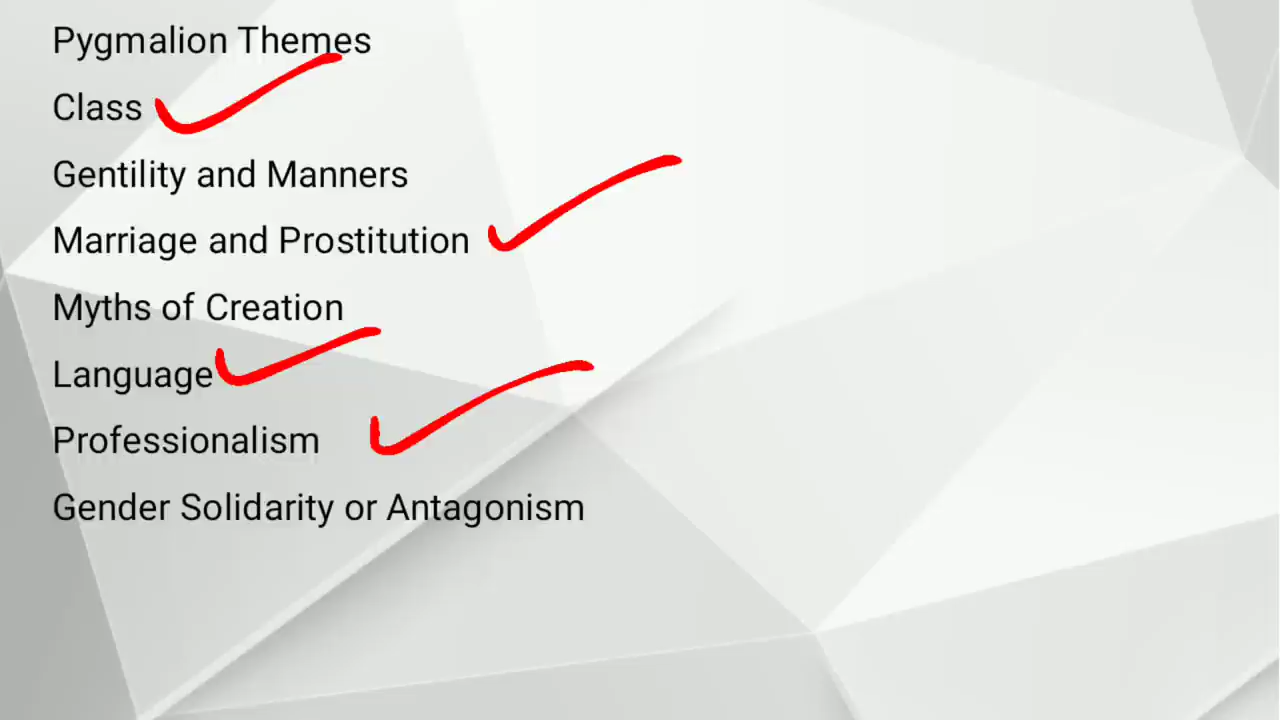 Pygmalion Themes
Class
Gentility and Manners
Marriage and Prostitution
Myths of Creation
Language
Professionalism
Gender Solidarity or Antagonism